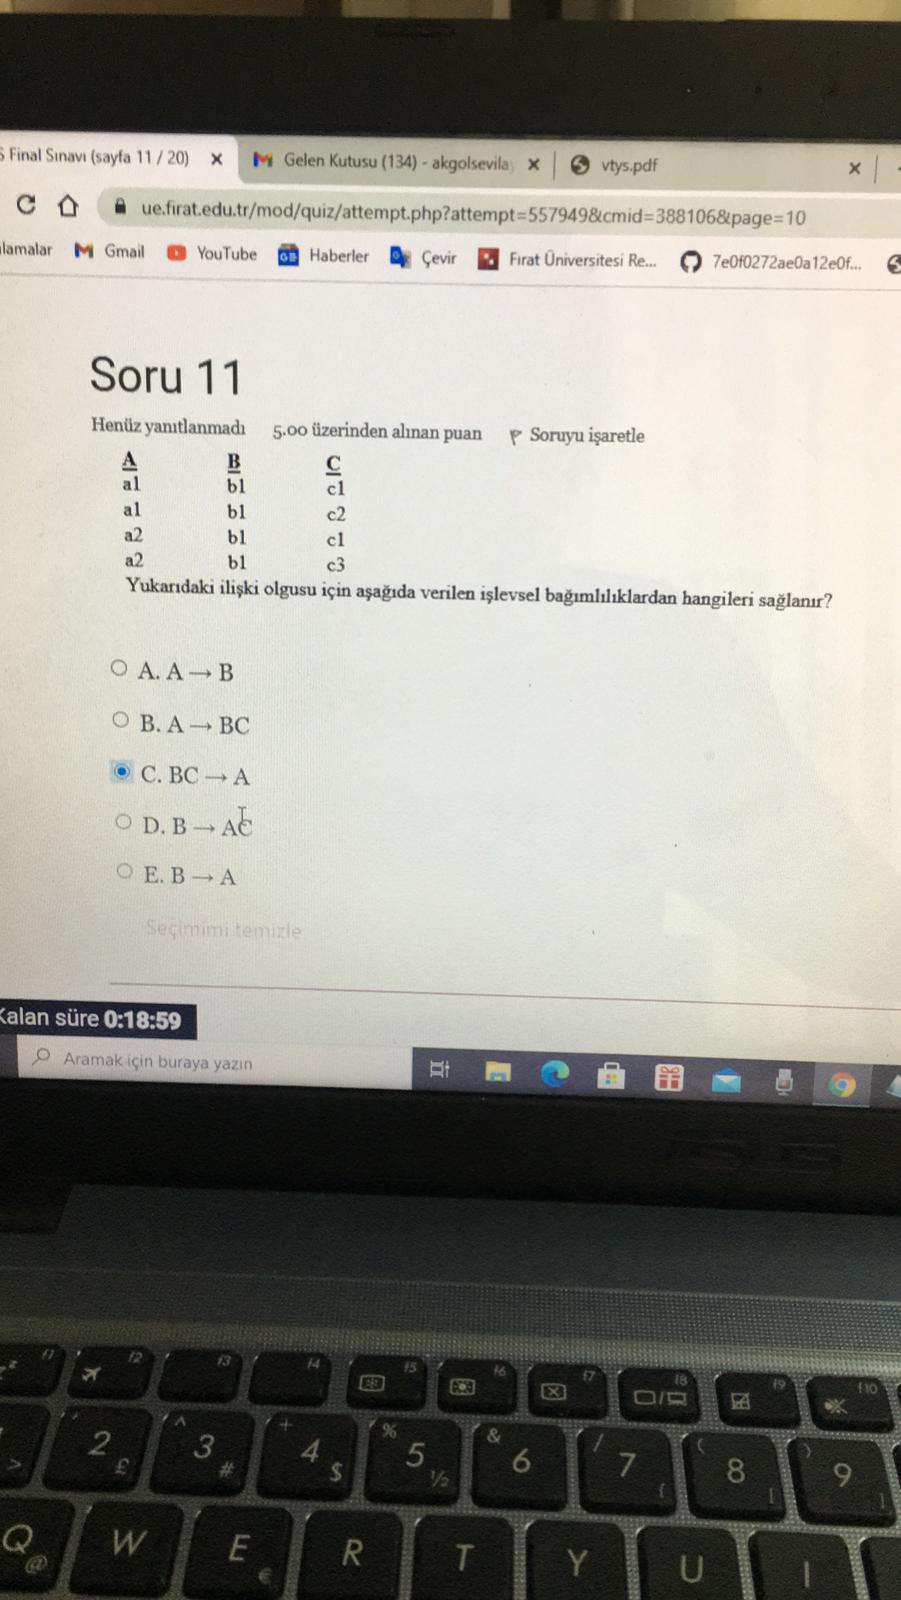 S Final Sınavı (sayfa 11 / 20)
Gelen Kutusu (134) - akgolsevilay
vtys.pdf
ue.firat.edu.tr/mod/quiz/attempt.php?attempt=557949&cmid=388106&page=10
ılamalar
Gmail
YouTube
Haberler
Çevir
Fırat Üniversitesi Re...
7e0f0272ae0a12e0f...
Soru 11
Henüz yanıtlanmadı 5.00 üzerinden alınan puan Soruyu işaretle
A B C
a1 b1 c1
a1 b1 c2
a2 b1 c1
a2 b1 c3
Yukarıdaki ilişki olgusu için aşağıda verilen işlevsel bağımlılıklardan hangileri sağlanır?
A. A → B
B. A → BC
C. BC → A
D. B → AC
E. B → A
Seçimimi temizle
Kalan süre 0:18:59
Aramak için buraya yazın
f1 f2 f3 f4 f5 f6 f7 f8 f9 f10
> 2 £ ^ 3 # + 4 $ % 5 ½ & 6 / 7 { ( 8 [ ) 9 ]
Q @ W E € R T Y U I